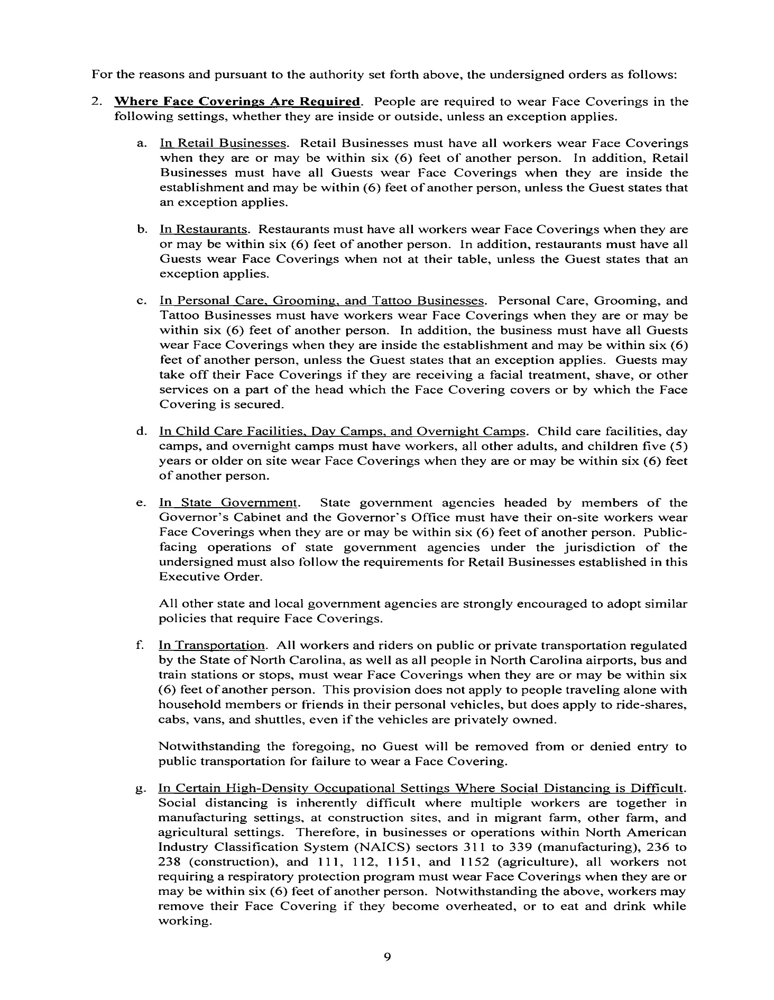 For the reasons and pursuant to the authority set forth above, the undersigned orders as follows:
2. Where Face Coverings Are Required. People are required to wear Face Coverings in the
following settings, whether they are inside or outside, unless an exception applies.
a. In Retail Businesses. Retail Businesses must have all workers wear Face Coverings
when they are or may be within six (6) feet of another person. In addition, Retail
Businesses must have all Guests wear Face Coverings when they are inside the
establishment and may be within (6) feet of another person, unless the Guest states that
an exception applies.
b. In Restaurants. Restaurants must have all workers wear Face Coverings when they are
or may be within six (6) feet of another person. In addition, restaurants must have all
Guests wear Face Coverings when not at their table, unless the Guest states that an
exception applies.
c. In Personal Care, Grooming, and Tattoo Businesses. Personal Care, Grooming, and
Tattoo Businesses must have workers wear Face Coverings when they are or may be
within six (6) feet of another person. In addition, the business must have all Guests
wear Face Coverings when they are inside the establishment and may be within six (6)
feet of another person, unless the Guest states that an exception applies. Guests may
take off their Face Coverings if they are receiving a facial treatment, shave, or other
services on a part of the head which the Face Covering covers or by which the Face
Covering is secured.
d. In Child Care Facilities, Day Camps, and Overnight Camps. Child care facilities, day
camps, and overnight camps must have workers, all other adults, and children five (5)
years or older on site wear Face Coverings when they are or may be within six (6) feet
of another person.
e. In State Government. State government agencies headed by members of the
Governor's Cabinet and the Governor's Office must have their on-site workers wear
Face Coverings when they are or may be within six (6) feet of another person. Public-
facing operations of state government agencies under the jurisdiction of the
undersigned must also follow the requirements for Retail Businesses established in this
Executive Order.
All other state and local government agencies are strongly encouraged to adopt similar
policies that require Face Coverings.
f. In Transportation. All workers and riders on public or private transportation regulated
by the State of North Carolina, as well as all people in North Carolina airports, bus and
train stations or stops, must wear Face Coverings when they are or may be within six
(6) feet of another person. This provision does not apply to people traveling alone with
household members or friends in their personal vehicles, but does apply to ride-shares,
cabs, vans, and shuttles, even if the vehicles are privately owned.
Notwithstanding the foregoing, no Guest will be removed from or denied entry to
public transportation for failure to wear a Face Covering.
g. In Certain High-Density Occupational Settings Where Social Distancing is Difficult.
Social distancing is inherently difficult where multiple workers are together in
manufacturing settings, at construction sites, and in migrant farm, other farm, and
agricultural settings. Therefore, in businesses or operations within North American
Industry Classification System (NAICS) sectors 311 to 339 (manufacturing), 236 to
238 (construction), and 111, 112, 1151, and 1152 (agriculture), all workers not
requiring a respiratory protection program must wear Face Coverings when they are or
may be within six (6) feet of another person. Notwithstanding the above, workers may
remove their Face Covering if they become overheated, or to eat and drink while
working.
9